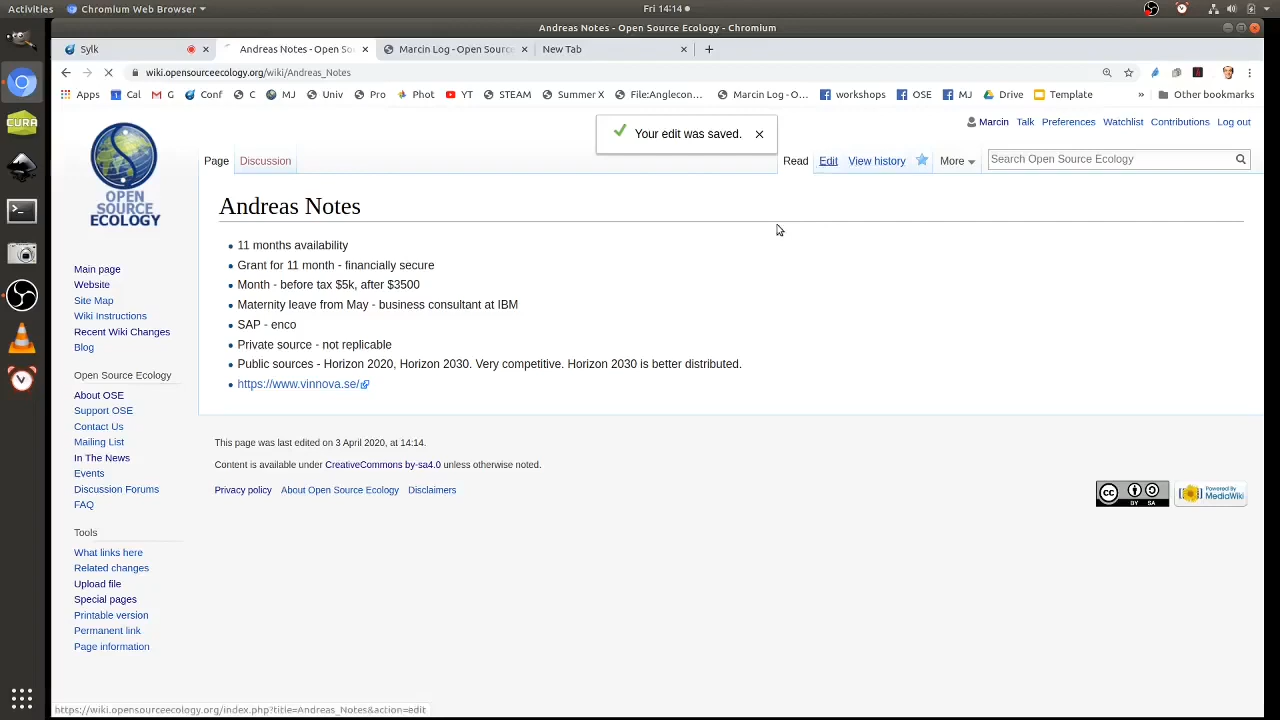 Activities Chromium Web Browser Fri 14:14
Andreas Notes - Open Source Ecology - Chromium
Sylk Andreas Notes - Open So Marcin Log - Open Source New Tab
wiki.opensourceecology.org/wiki/Andreas_Notes
Apps Cal M G Conf C MJ Univ Pro Phot YT STEAM Summer X File:Anglecon... Marcin Log - O... workshops OSE MJ Drive Template » Other bookmarks
Your edit was saved.
Marcin Talk Preferences Watchlist Contributions Log out
Page Discussion Read Edit View history More Search Open Source Ecology
OPEN
SOURCE
ECOLOGY
Andreas Notes
11 months availability
Grant for 11 month - financially secure
Month - before tax $5k, after $3500
Maternity leave from May - business consultant at IBM
SAP - enco
Private source - not replicable
Public sources - Horizon 2020, Horizon 2030. Very competitive. Horizon 2030 is better distributed.
https://www.vinnova.se/
Main page
Website
Site Map
Wiki Instructions
Recent Wiki Changes
Blog
Open Source Ecology
About OSE
Support OSE
Contact Us
Mailing List
In The News
Events
Discussion Forums
FAQ
Tools
What links here
Related changes
Upload file
Special pages
Printable version
Permanent link
Page information
This page was last edited on 3 April 2020, at 14:14.
Content is available under CreativeCommons by-sa4.0 unless otherwise noted.
Privacy policy About Open Source Ecology Disclaimers
CC BY SA
Powered By MediaWiki
CURA
https://wiki.opensourceecology.org/index.php?title=Andreas_Notes&action=edit